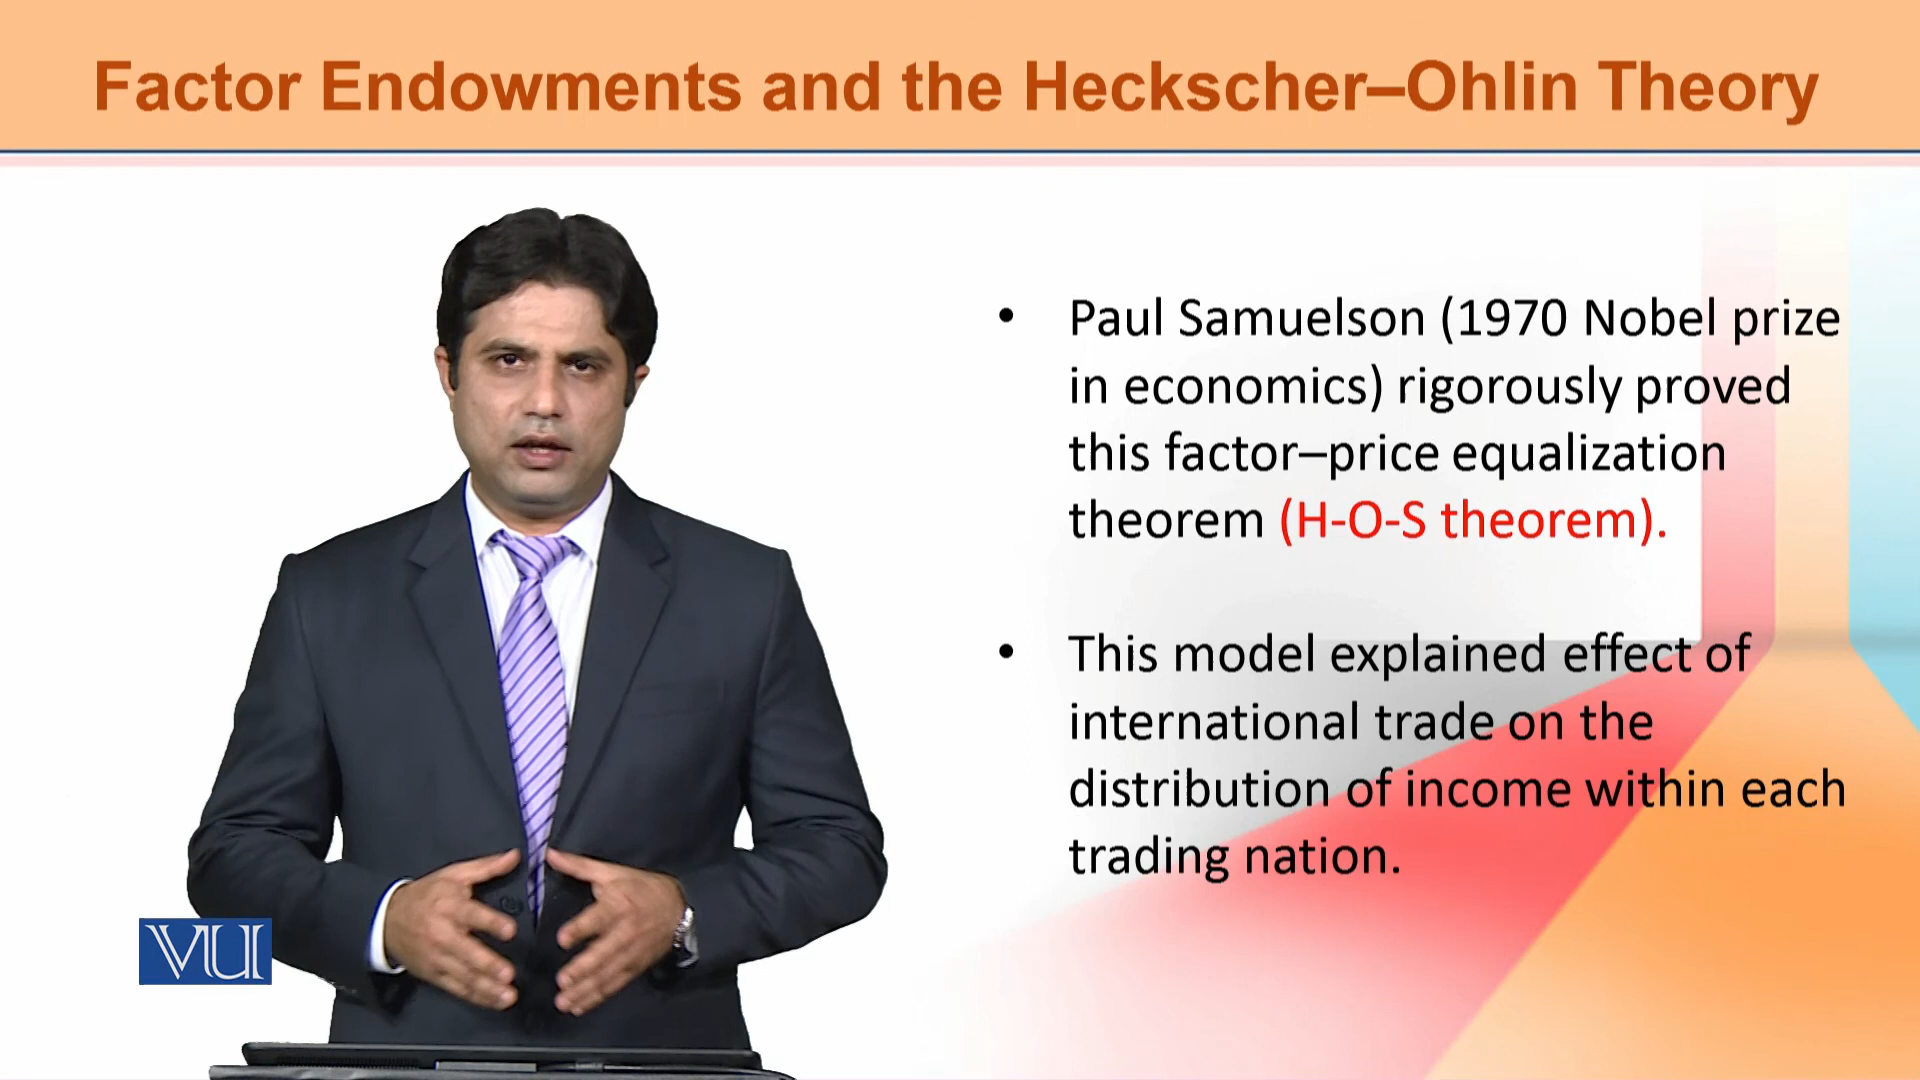 Factor Endowments and the Heckscher–Ohlin Theory
• Paul Samuelson (1970 Nobel prize
in economics) rigorously proved
this factor–price equalization
theorem (H-O-S theorem).
• This model explained effect of
international trade on the
distribution of income within each
trading nation.
VU